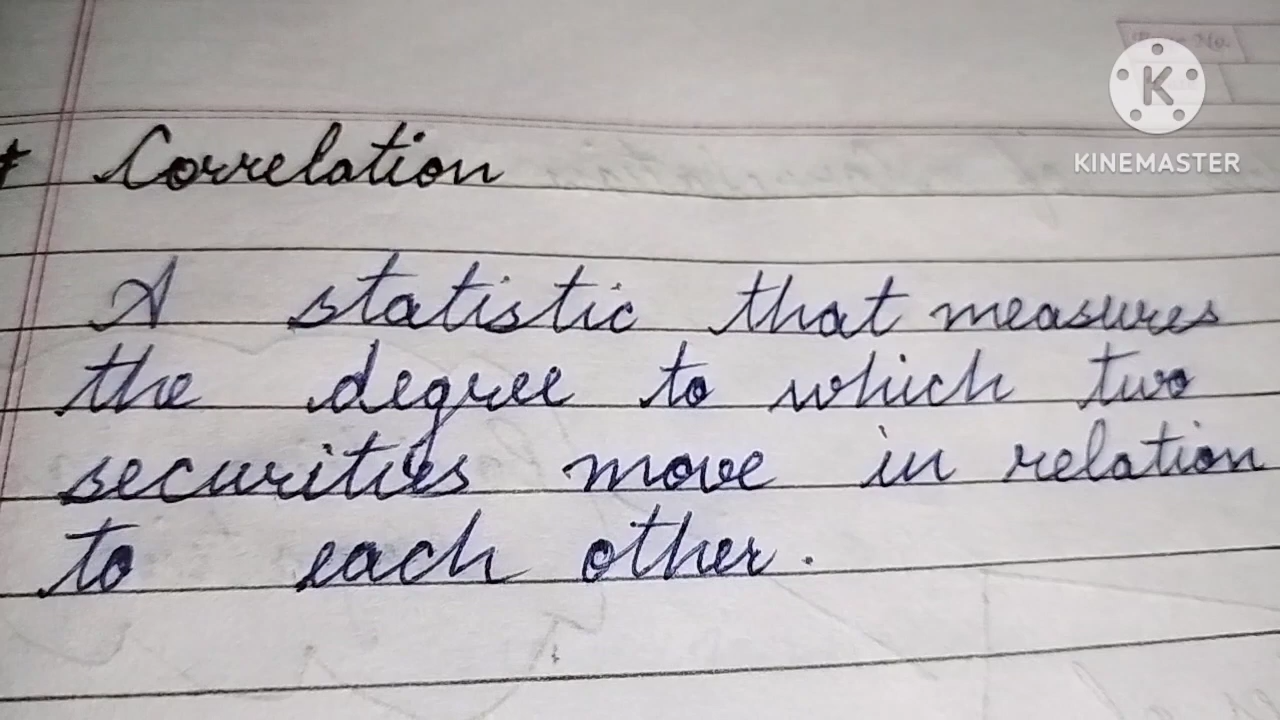 Correlation
A statistic that measures
the degree to which two
securities move in relation
to each other.
KINEMASTER